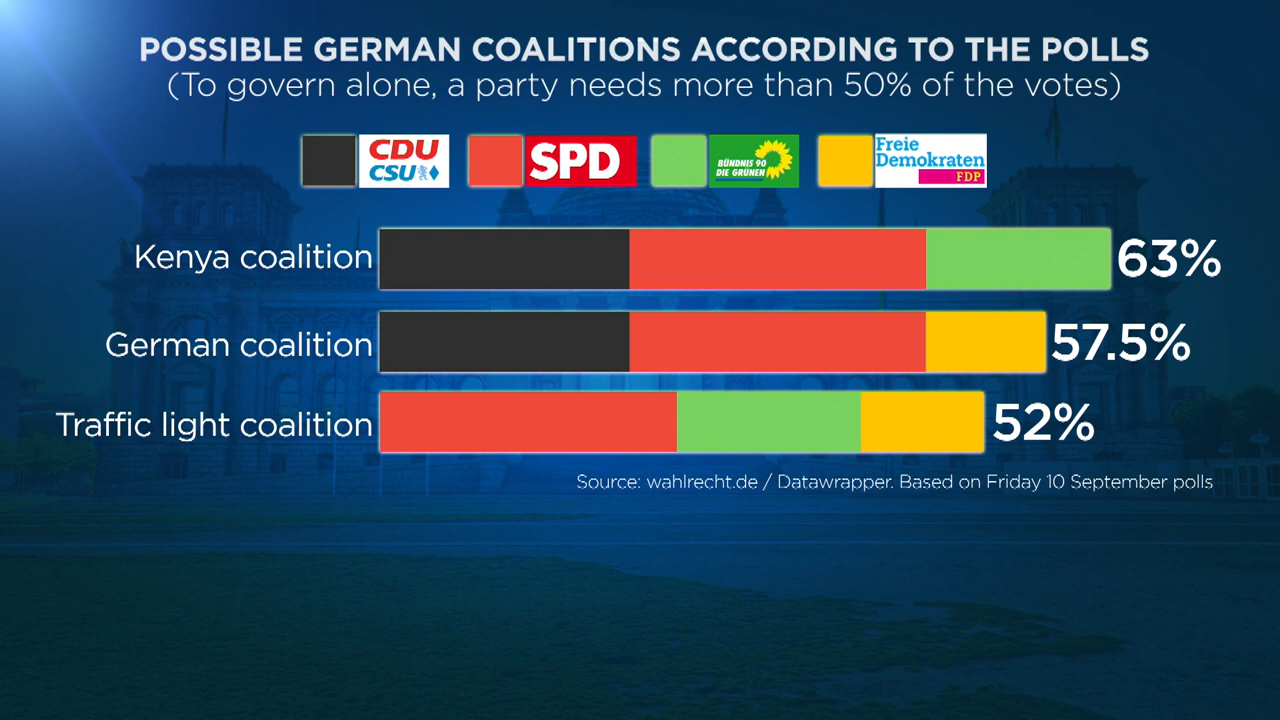 POSSIBLE GERMAN COALITIONS ACCORDING TO THE POLLS
(To govern alone, a party needs more than 50% of the votes)
CDU
CSU
SPD
BÜNDNIS 90
DIE GRÜNEN
Freie
Demokraten
FDP
Kenya coalition 63%
German coalition 57.5%
Traffic light coalition 52%
Source: wahlrecht.de / Datawrapper. Based on Friday 10 September polls